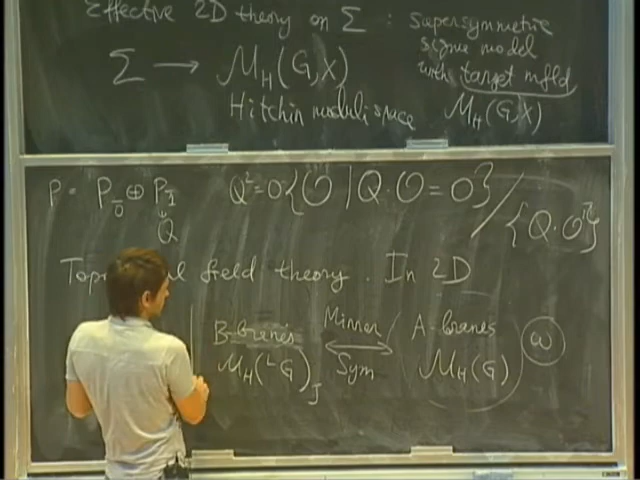 Effective 2D theory on Σ : supersymmetric
sigma model
with target mfld
M_H(G,X)
Σ → M_H(G,X)
Hitchin moduli space
P = P_0̄ ⊕ P_1̄
Q
Q²=0 {O | Q·O = 0} / {Q·O'}
field theory. In 2D
B-branes Mirror A-branes
M_H(ᴸG)_J ⟷ M_H(G) ω
Sym